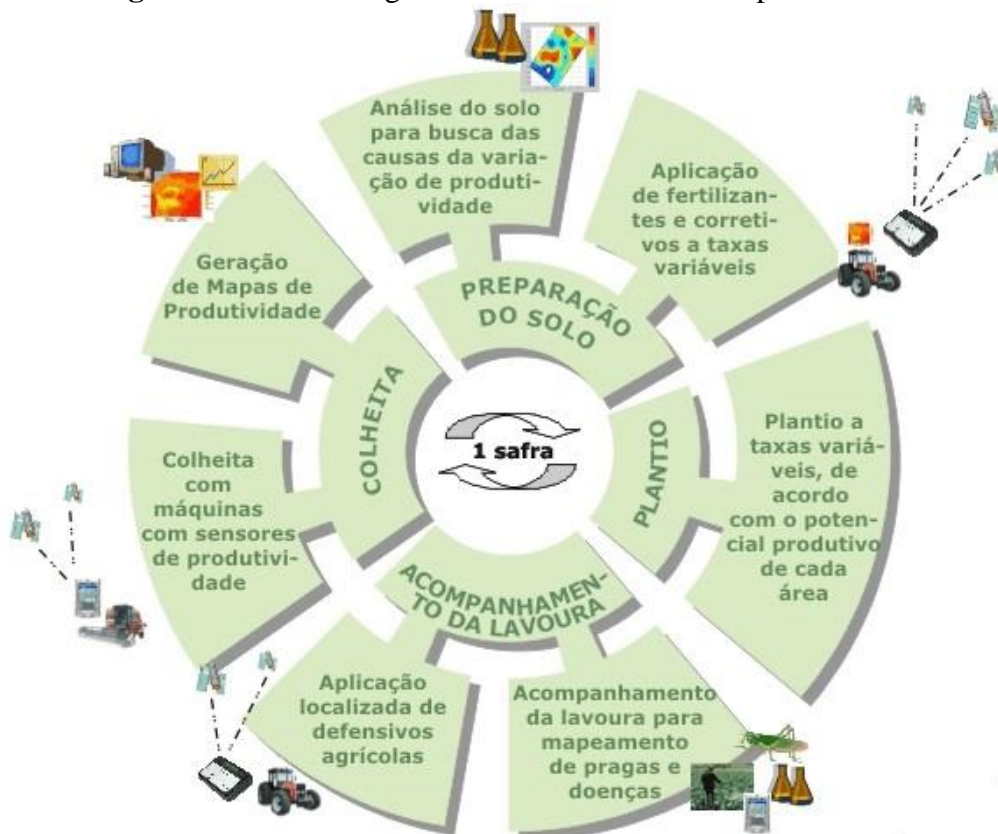 Análise do solo
para busca das
causas da varia-
ção de produti-
vidade
Aplicação
de fertilizan-
tes e correti-
vos a taxas
variáveis
Geração
de Mapas de
Produtividade
PREPARAÇÃO
DO SOLO
COLHEITA
1 safra
PLANTIO
Plantio a
taxas variá-
veis, de
acordo
com o poten-
cial produtivo
de cada
área
Colheita
com
máquinas
com sensores
de produtivi-
dade
ACOMPANHAMEN-
TO DA LAVOURA
Aplicação
localizada de
defensivos
agrícolas
Acompanhamento
da lavoura para
mapeamento
de pragas e
doenças